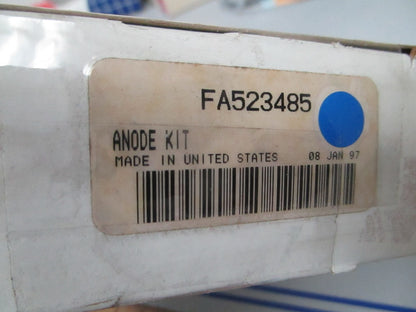 FA523485
ANODE KIT
MADE IN UNITED STATES 08 JAN 97